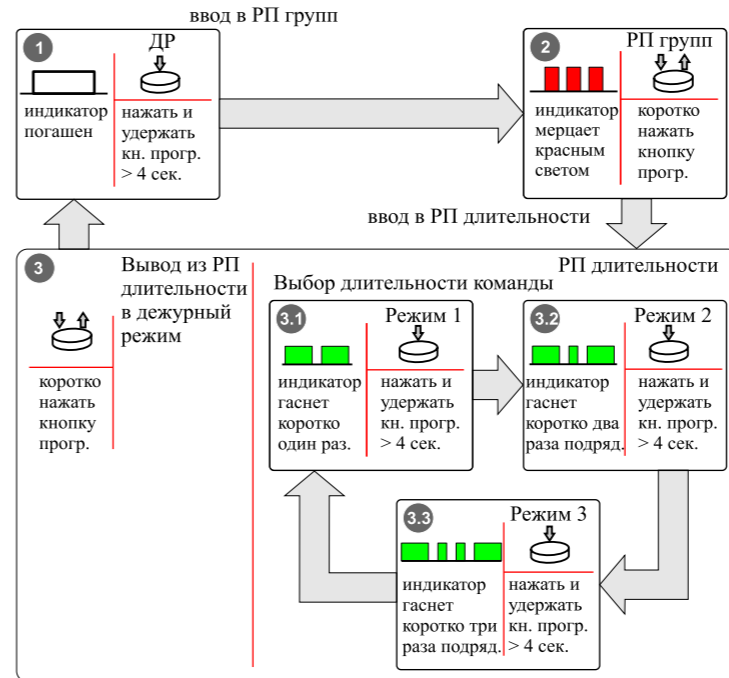 ввод в РП групп
1
ДР
индикатор
погашен
нажать и
удержать
кн. прогр.
> 4 сек.
2
РП групп
индикатор
мерцает
красным
светом
коротко
нажать
кнопку
прогр.
ввод в РП длительности
3
Вывод из РП
длительности
в дежурный
режим
коротко
нажать
кнопку
прогр.
РП длительности
Выбор длительности команды
3.1
Режим 1
индикатор
гаснет
коротко
один раз.
нажать и
удержать
кн. прогр.
> 4 сек.
3.2
Режим 2
индикатор
гаснет
коротко два
раза подряд.
нажать и
удержать
кн. прогр.
> 4 сек.
3.3
Режим 3
индикатор
гаснет
коротко три
раза подряд.
нажать и
удержать
кн. прогр.
> 4 сек.